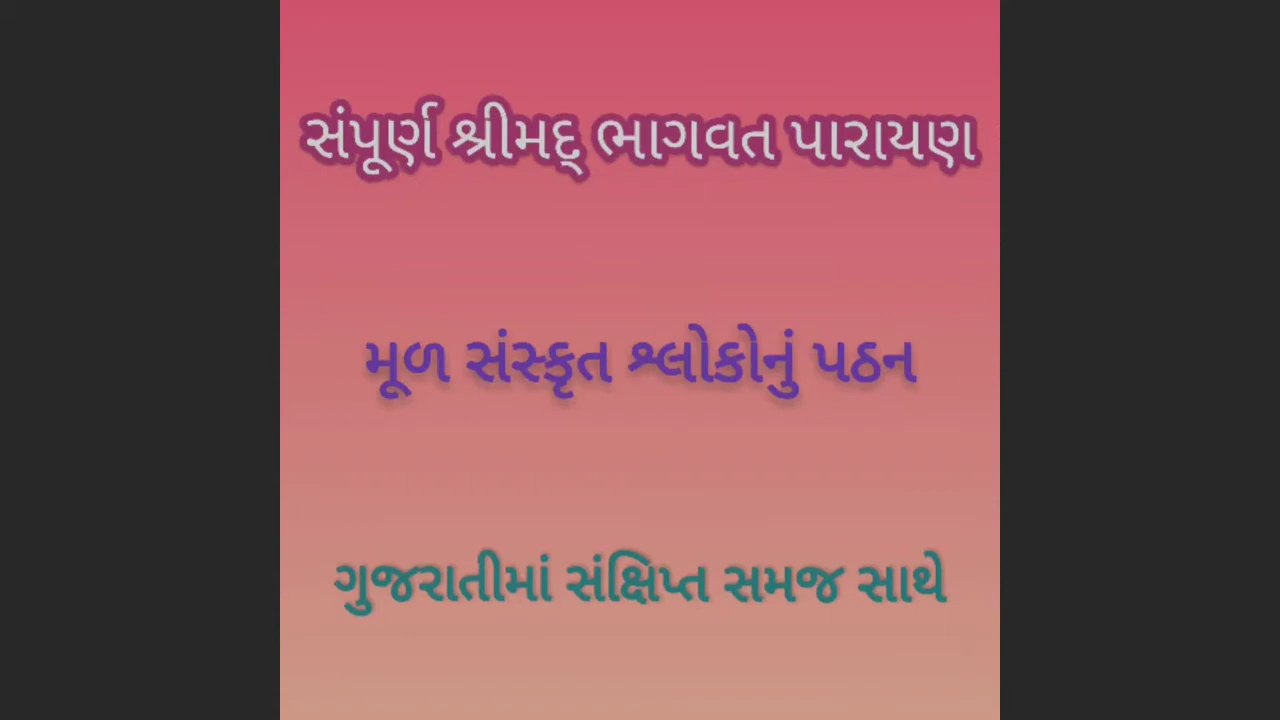 સંપૂર્ણ શ્રીમદ્ ભાગવત પારાયણ
મૂળ સંસ્કૃત શ્લોકોનું પઠન
ગુજરાતીમાં સંક્ષિપ્ત સમજ સાથે